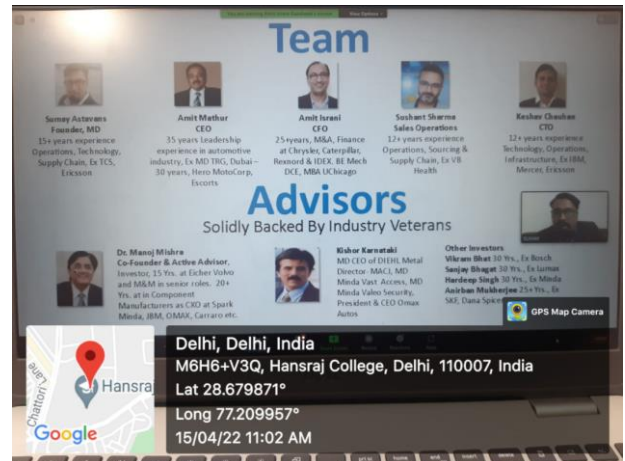 Team
Amit Mathur
CEO
35 years Leadership
experience in automotive
industry, Ex MD TRG, Dubai –
30 years, Hero MotoCorp,
Escorts
Amit Israni
CFO
25+years, M&A, Finance
at Chrysler, Caterpillar,
Rexnord & IDEX. BE Mech
DCE, MBA UChicago
Sushant Sharma
Sales Operations
12+ years experience
Operations, Sourcing &
Supply Chain, Ex VB
Health
Founder, MD
15+ years experience
Operations, Technology,
Supply Chain, Ex TCS,
Ericsson
Keshav Chauhan
CTO
12+ years experience
Technology, Operations,
Infrastructure, Ex IBM,
Mercer, Ericsson
Advisors
Solidly Backed By Industry Veterans
Dr. Manoj Mishra
Co-Founder & Active Advisor,
Investor, 15 Yrs. at Eicher Volvo
and M&M in senior roles. 20+
Yrs. at in Component
Manufacturers as CXO at Spark
Minda, JBM, OMAX, Carraro etc.
Kishor
MD CEO of DIEHL Metal
Director- MACI, MD
Minda Vast Access, MD
Minda Valeo Security,
President & CEO Omax
Autos
Other Investors
Vikram Bhat 30 Yrs., Ex Bosch
Sanjay Bhagat 30 Yrs., Ex Lumax
Hardeep Singh 30 Yrs., Ex Minda
Anirban Mukherjee 25+ Yrs., Ex
SKF, Dana Spicer
GPS Map Camera
Chattori Lane
Hansraj
Google
Delhi, Delhi, India
M6H6+V3Q, Hansraj College, Delhi, 110007, India
Lat 28.679871°
Long 77.209957°
15/04/22 11:02 AM